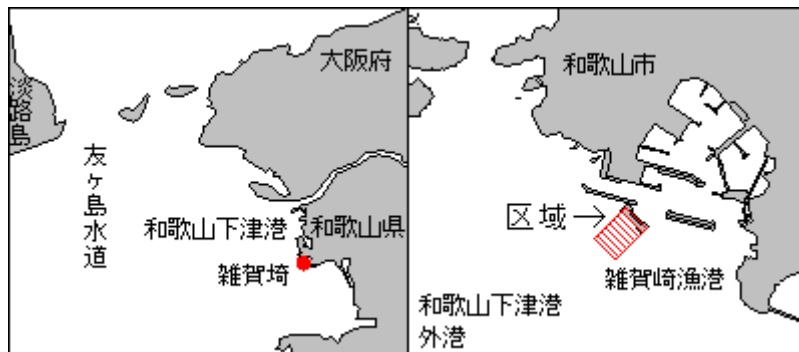 大阪府
淡路島
友ヶ島水道
和歌山下津港
和歌山県
雑賀埼
和歌山市
区域→
雑賀崎漁港
和歌山下津港
外港